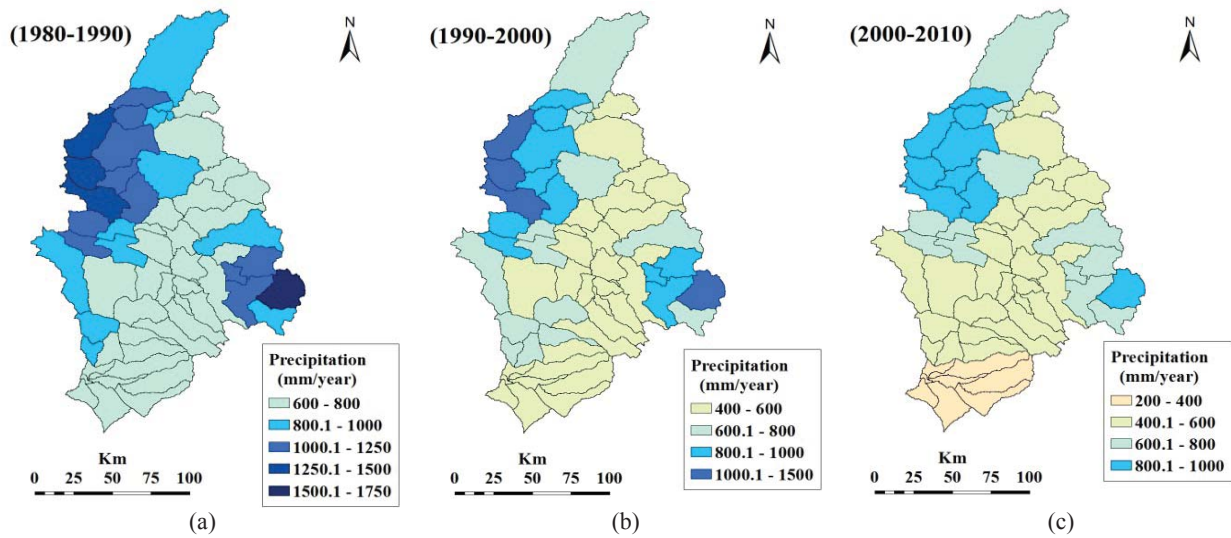 (1980-1990)
N
Precipitation
(mm/year)
600 - 800
800.1 - 1000
1000.1 - 1250
1250.1 - 1500
1500.1 - 1750
Km
0 25 50 75 100
(a)
(1990-2000)
N
Precipitation
(mm/year)
400 - 600
600.1 - 800
800.1 - 1000
1000.1 - 1500
Km
0 25 50 75 100
(b)
(2000-2010)
N
Precipitation
(mm/year)
200 - 400
400.1 - 600
600.1 - 800
800.1 - 1000
Km
0 25 50 75 100
(c)